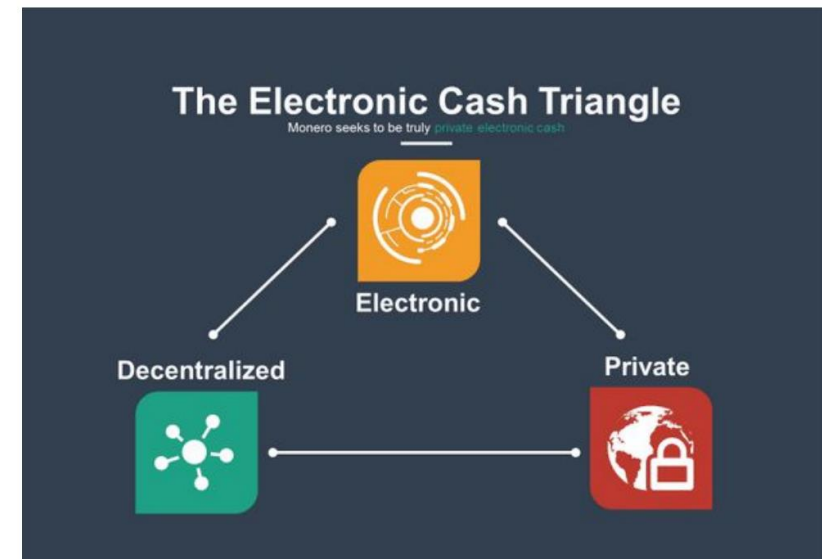 The Electronic Cash Triangle
Monero seeks to be truly private electronic cash
Electronic
Decentralized
Private